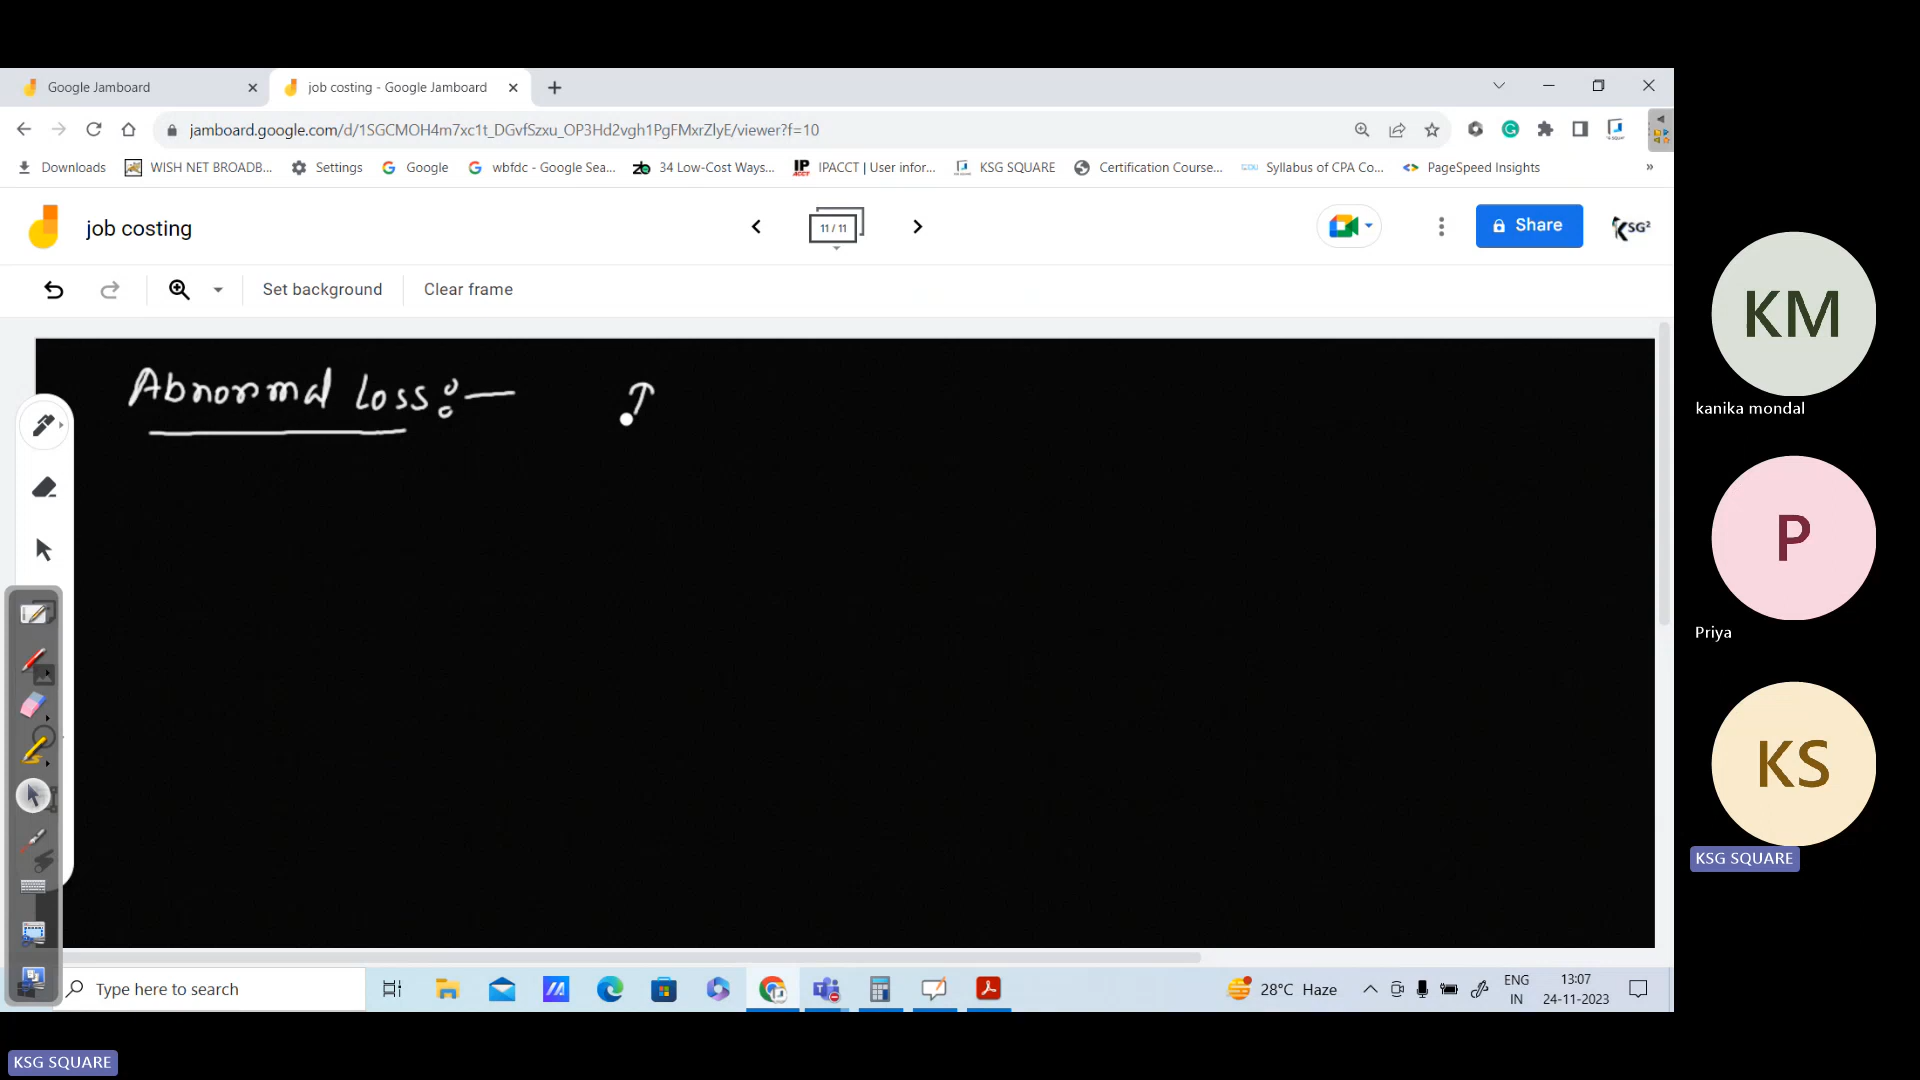 Google Jamboard
job costing - Google Jamboard
jamboard.google.com/d/1SGCMOH4m7xc1t_DGvfSzxu_OP3Hd2vgh1PgFMxrZlyE/viewer?f=10
Downloads WISH NET BROADB... Settings Google wbfdc - Google Sea... 34 Low-Cost Ways... IPACCT | User infor... KSG SQUARE Certification Course... Syllabus of CPA Co... PageSpeed Insights »
job costing
11 / 11
Share
KSG²
Set background Clear frame
Abnormal Loss:—
KM
kanika mondal
P
Priya
KS
KSG SQUARE
Type here to search
28°C Haze
ENG
IN
13:07
24-11-2023
KSG SQUARE